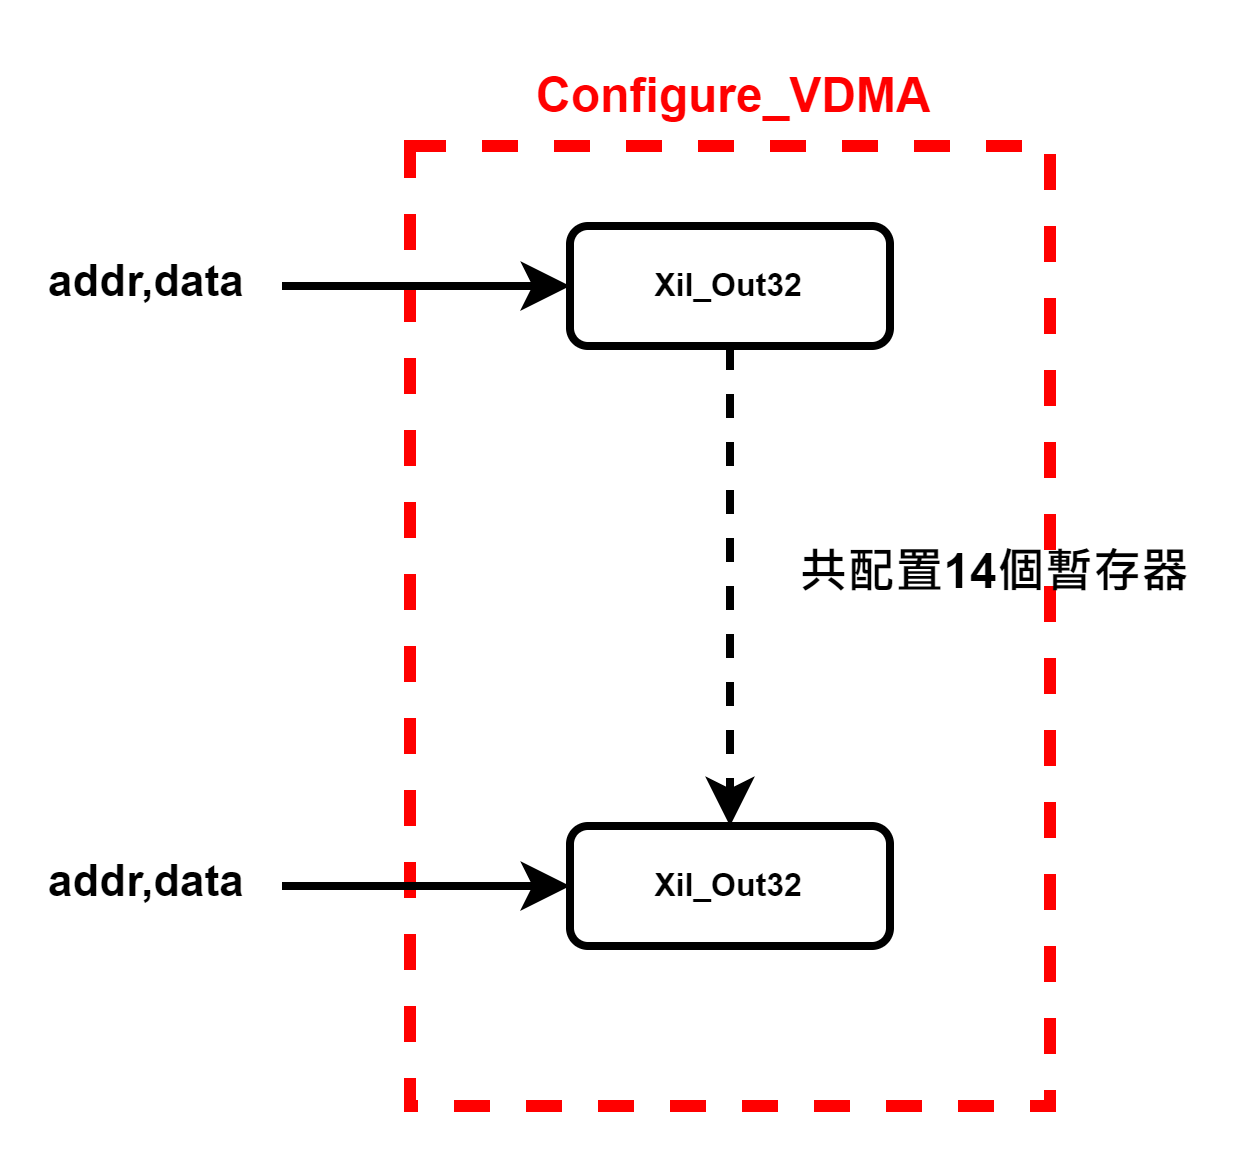 Configure_VDMA
addr,data
Xil_Out32
共配置14個暫存器
addr,data
Xil_Out32